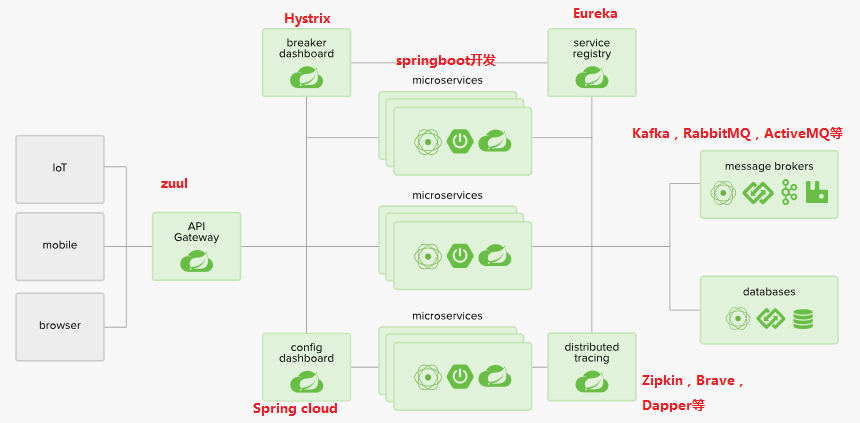 Hystrix
Eureka
breaker
dashboard
service
registry
springboot开发
microservices
Kafka，RabbitMQ，ActiveMQ等
message brokers
IoT
zuul
microservices
API
Gateway
mobile
databases
browser
microservices
config
dashboard
distributed
tracing
Spring cloud
Zipkin，Brave，
Dapper等